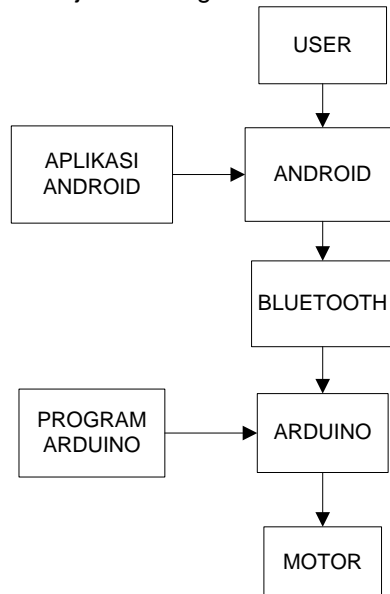 USER
APLIKASI
ANDROID
ANDROID
BLUETOOTH
PROGRAM
ARDUINO
ARDUINO
MOTOR